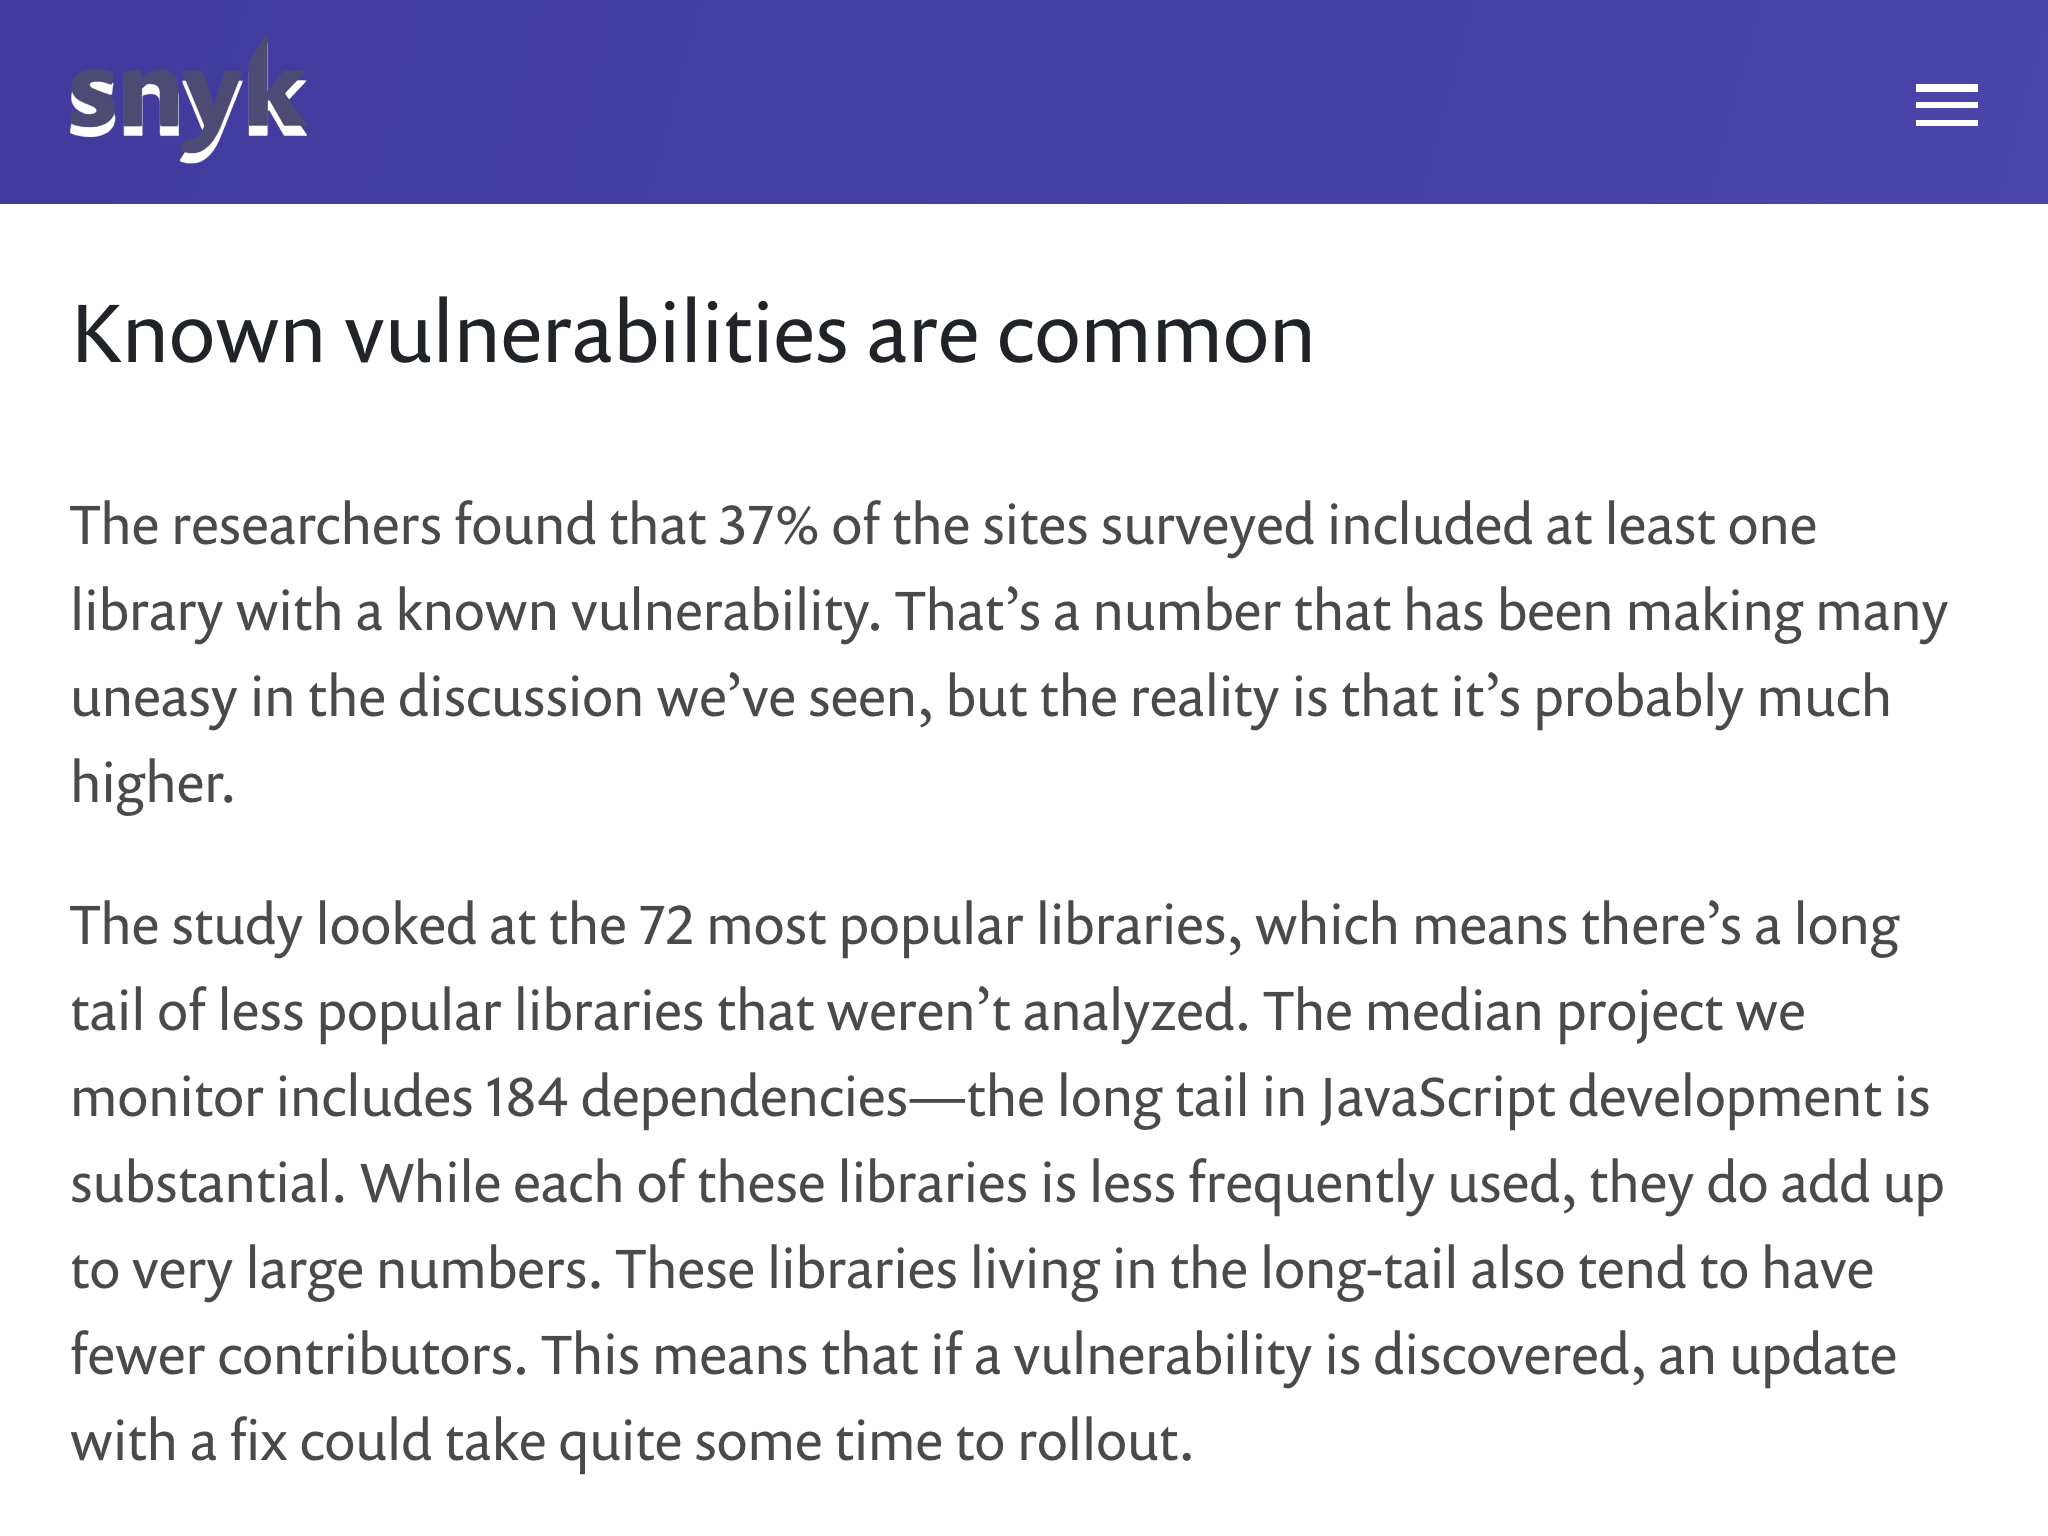 snyk
Known vulnerabilities are common
The researchers found that 37% of the sites surveyed included at least one
library with a known vulnerability. That’s a number that has been making many
uneasy in the discussion we’ve seen, but the reality is that it’s probably much
higher.
The study looked at the 72 most popular libraries, which means there’s a long
tail of less popular libraries that weren’t analyzed. The median project we
monitor includes 184 dependencies—the long tail in JavaScript development is
substantial. While each of these libraries is less frequently used, they do add up
to very large numbers. These libraries living in the long-tail also tend to have
fewer contributors. This means that if a vulnerability is discovered, an update
with a fix could take quite some time to rollout.